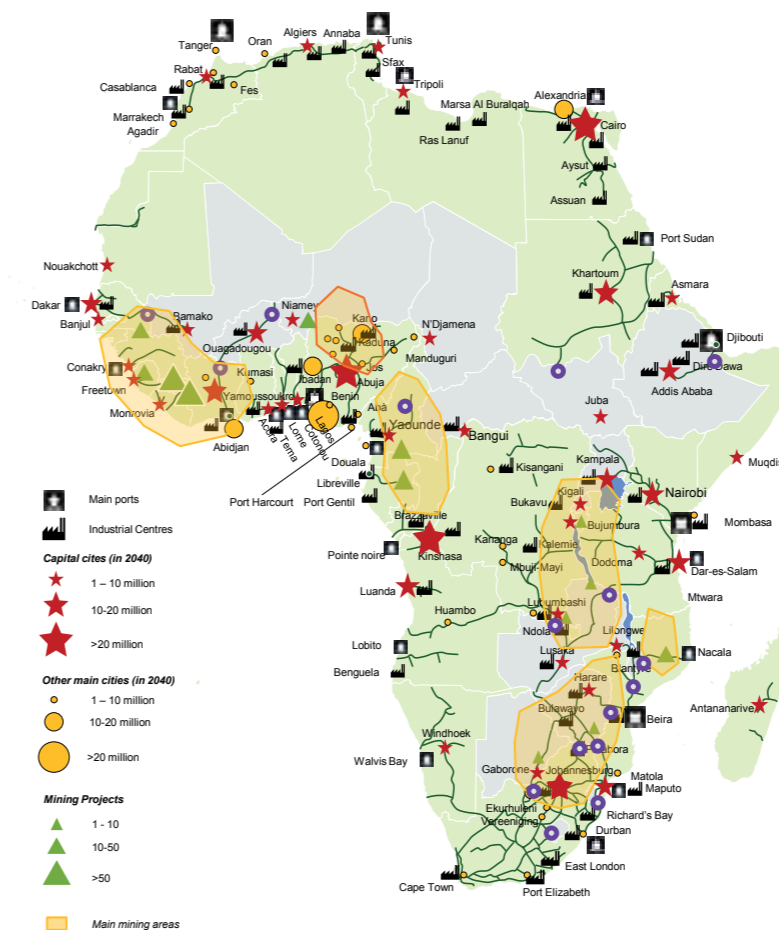 Tanger
Oran
Algiers
Annaba
Tunis
Sfax
Rabat
Fes
Casablanca
Tripoli
Marsa Al Buralqah
Alexandria
Marrakech
Agadir
Ras Lanuf
Cairo
Aysut
Assuan
Port Sudan
Nouakchott
Khartoum
Asmara
Dakar
Banjul
Bamako
Niamey
Kano
N'Djamena
Djibouti
Ouagadougou
Kaduna
Manduguri
Dire Dawa
Conakry
Kumasi
Ibadan
Jos
Abuja
Addis Ababa
Freetown
Yamoussoukro
Benin
Juba
Monrovia
Accra
Tema
Lome
Cotonou
Lagos
Yaounde
Bangui
Abidjan
Douala
Kisangani
Kampala
Muqdis
Libreville
Port Harcourt
Port Gentil
Bukavu
Kigali
Nairobi
Main ports
Industrial Centres
Brazzaville
Bujumbura
Mombasa
Kananga
Kalemie
Pointe noire
Kinshasa
Mbuji-Mayi
Dodoma
Dar-es-Salam
Capital cites (in 2040)
1 – 10 million
10-20 million
>20 million
Luanda
Lubumbashi
Mtwara
Huambo
Ndola
Lilongwe
Lobito
Lusaka
Blantyre
Nacala
Benguela
Other main cities (in 2040)
1 – 10 million
10-20 million
>20 million
Harare
Bulawayo
Beira
Antananarive
Windhoek
Walvis Bay
Gaborone
Johannesburg
Matola
Maputo
Mining Projects
1 - 10
10-50
>50
Ekurhuleni
Vereeniging
Richard's Bay
Durban
East London
Cape Town
Port Elizabeth
Main mining areas